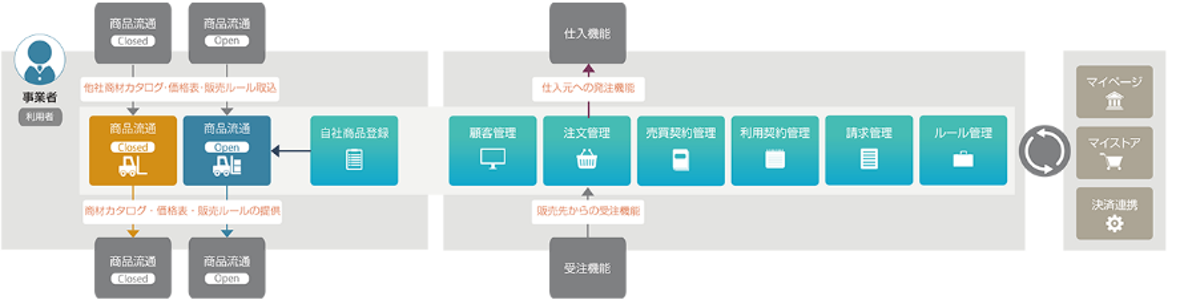 商品流通
Closed
商品流通
Open
仕入機能
事業者
利用者
他社商材カタログ・価格表・販売ルール取込
仕入元への発注機能
商品流通
Closed
商品流通
Open
自社商品登録
顧客管理
注文管理
売買契約管理
利用契約管理
請求管理
ルール管理
マイページ
マイストア
決済連携
商材カタログ・価格表・販売ルールの提供
販売先からの受注機能
商品流通
Closed
商品流通
Open
受注機能